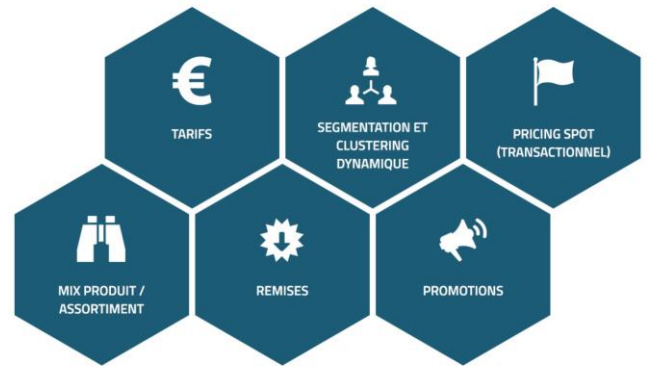 TARIFS
SEGMENTATION ET
CLUSTERING
DYNAMIQUE
PRICING SPOT
(TRANSACTIONNEL)
MIX PRODUIT /
ASSORTIMENT
REMISES
PROMOTIONS